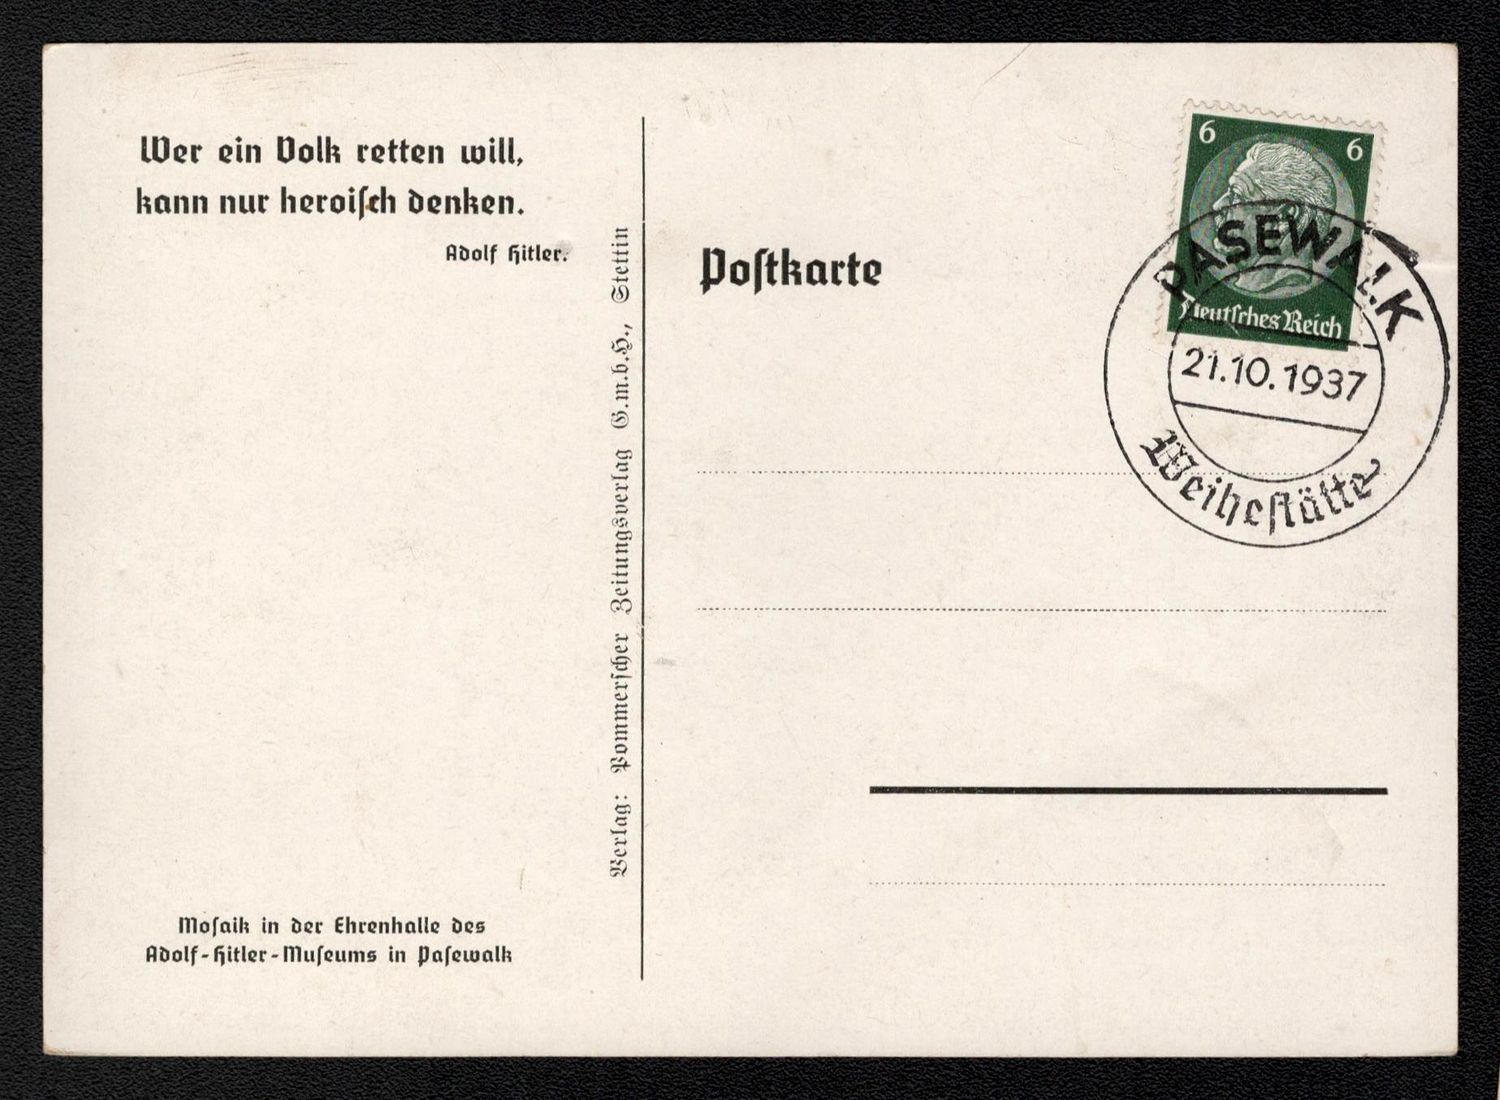 Wer ein Volk retten will,
kann nur heroiſch denken.
Adolf Hitler.
Moſaik in der Ehrenhalle des
Adolf-Hitler-Muſeums in Paſewalk
Verlag: Pommerſcher Zeitungsverlag G.m.b.H., Stettin
Poſtkarte
6 6
Deutſches Reich
PASEWALK
21.10.1937
Weiheſtätte